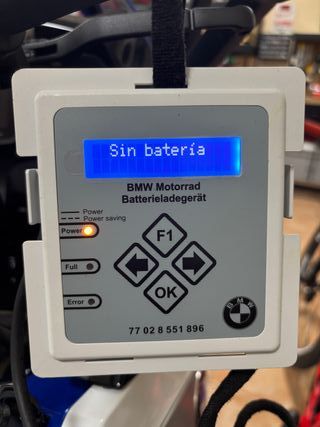 Sin batería
BMW Motorrad
Batterieladegerät
Power
Power saving
Power
F1
Full
OK
Error
BMW
77 02 8 551 896